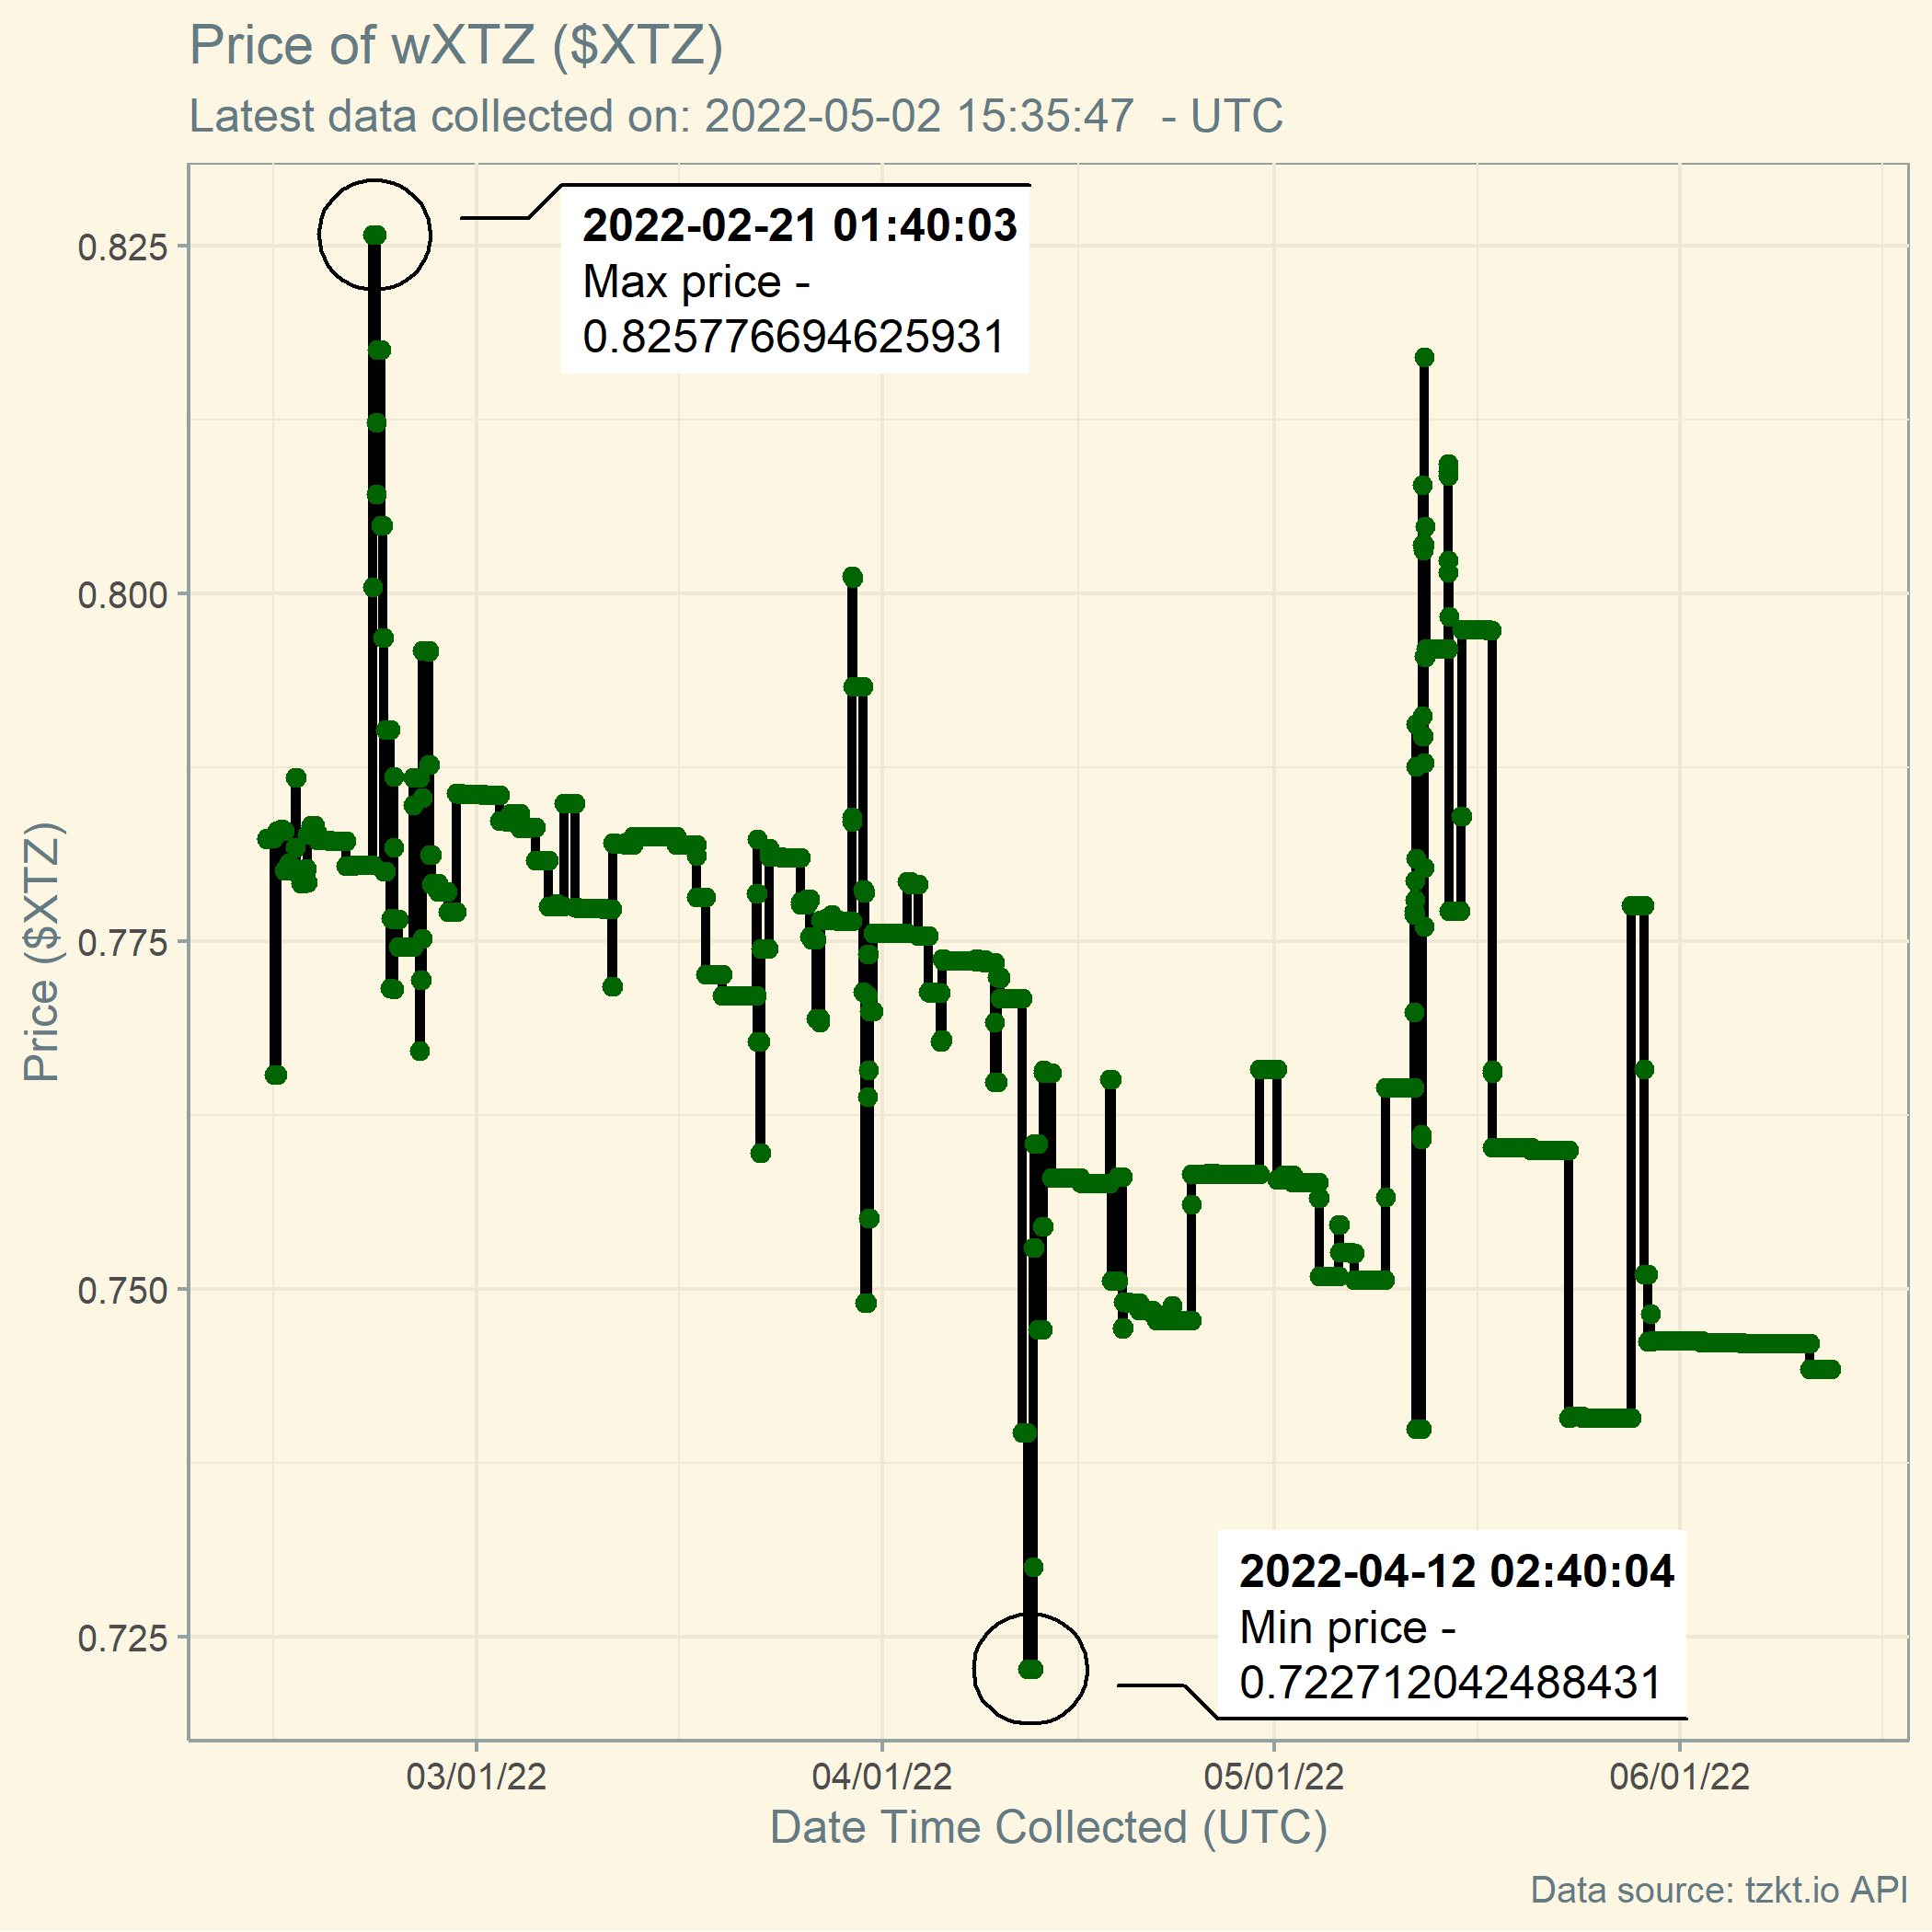 Price of wXTZ ($XTZ)
Latest data collected on: 2022-05-02 15:35:47  - UTC
2022-02-21 01:40:03
Max price -
0.8257766694625931
0.825
0.800
0.775
0.750
0.725
Price ($XTZ)
2022-04-12 02:40:04
Min price -
0.722712042488431
03/01/22
04/01/22
05/01/22
06/01/22
Date Time Collected (UTC)
Data source: tzkt.io API